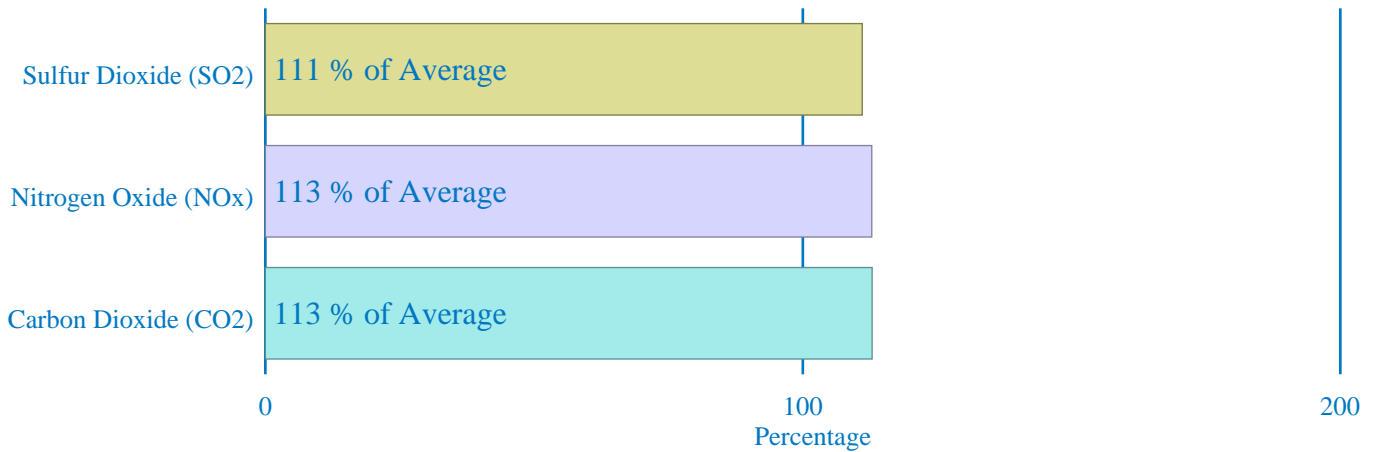 Sulfur Dioxide (SO2)
111 % of Average
Nitrogen Oxide (NOx)
113 % of Average
Carbon Dioxide (CO2)
113 % of Average
0
100
200
Percentage